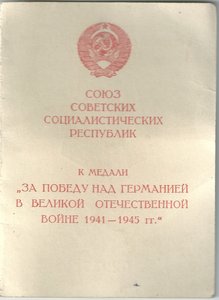 СОЮЗ
СОВЕТСКИХ
СОЦИАЛИСТИЧЕСКИХ
РЕСПУБЛИК
К МЕДАЛИ
„ЗА ПОБЕДУ НАД ГЕРМАНИЕЙ
В ВЕЛИКОЙ ОТЕЧЕСТВЕННОЙ
ВОЙНЕ 1941—1945 гг.“